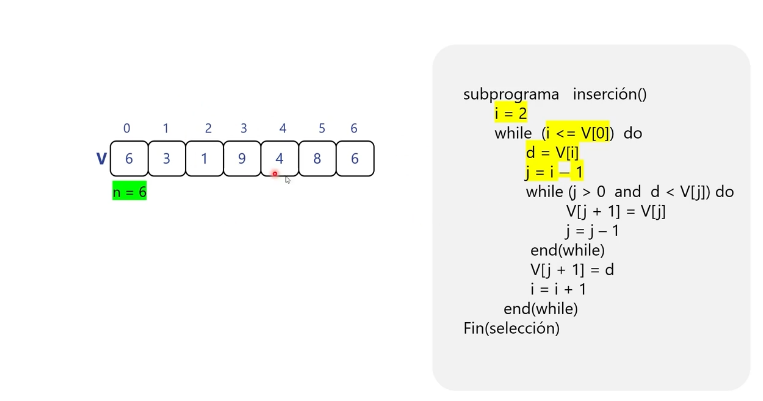 0 1 2 3 4 5 6
V 6 3 1 9 4 8 6
n = 6
subprograma inserción()
i = 2
while (i <= V[0]) do
d = V[i]
j = i – 1
while (j > 0 and d < V[j]) do
V[j + 1] = V[j]
j = j – 1
end(while)
V[j + 1] = d
i = i + 1
end(while)
Fin(selección)